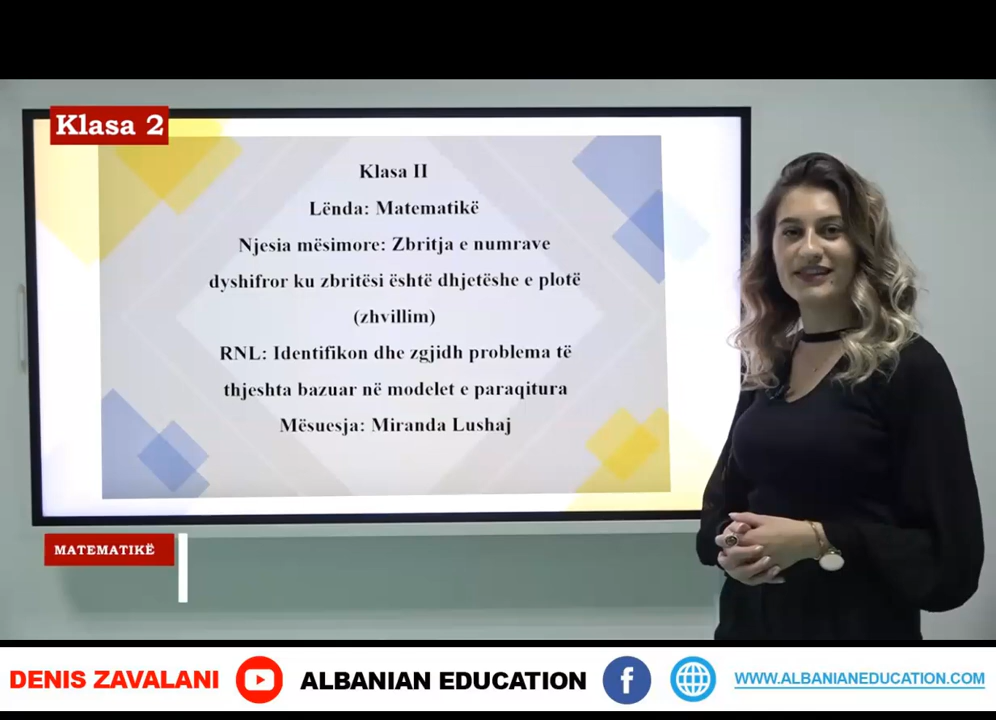 Klasa 2
Klasa II
Lënda: Matematikë
Njesia mësimore: Zbritja e numrave
dyshifror ku zbritësi është dhjetëshe e plotë
(zhvillim)
RNL: Identifikon dhe zgjidh problema të
thjeshta bazuar në modelet e paraqitura
Mësuesja: Miranda Lushaj
MATEMATIKË
DENIS ZAVALANI ALBANIAN EDUCATION f WWW.ALBANIANEDUCATION.COM